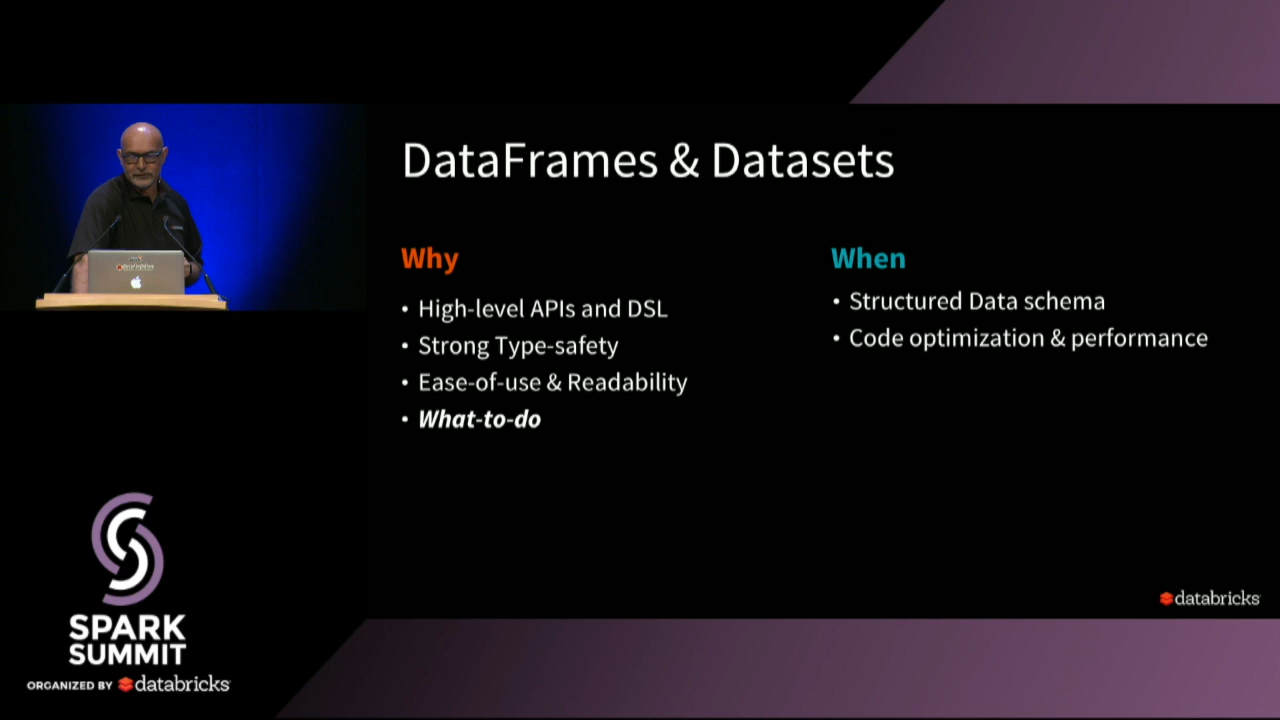 DataFrames & Datasets
Why
• High-level APIs and DSL
• Strong Type-safety
• Ease-of-use & Readability
• What-to-do
When
• Structured Data schema
• Code optimization & performance
databricks
SPARK
SUMMIT
ORGANIZED BY databricks